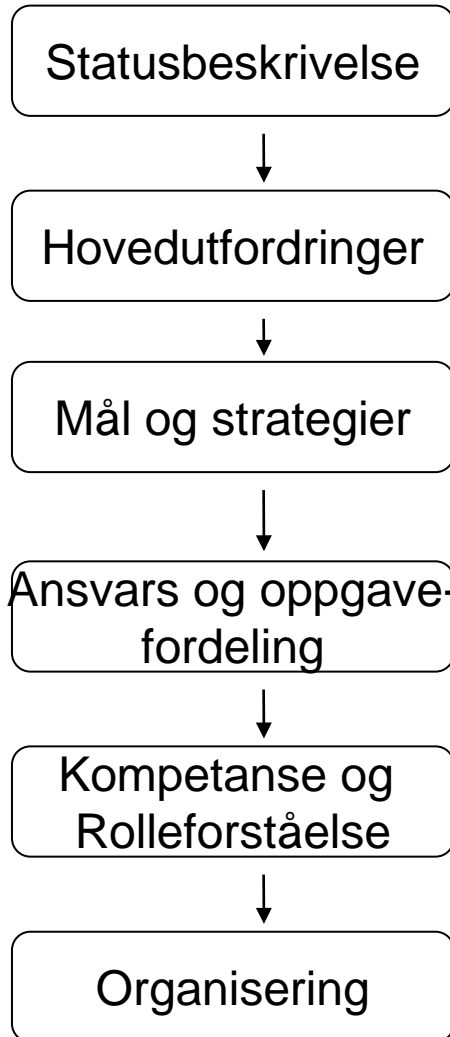 Statusbeskrivelse
Hovedutfordringer
Mål og strategier
Ansvars og oppgave-
fordeling
Kompetanse og
Rolleforståelse
Organisering